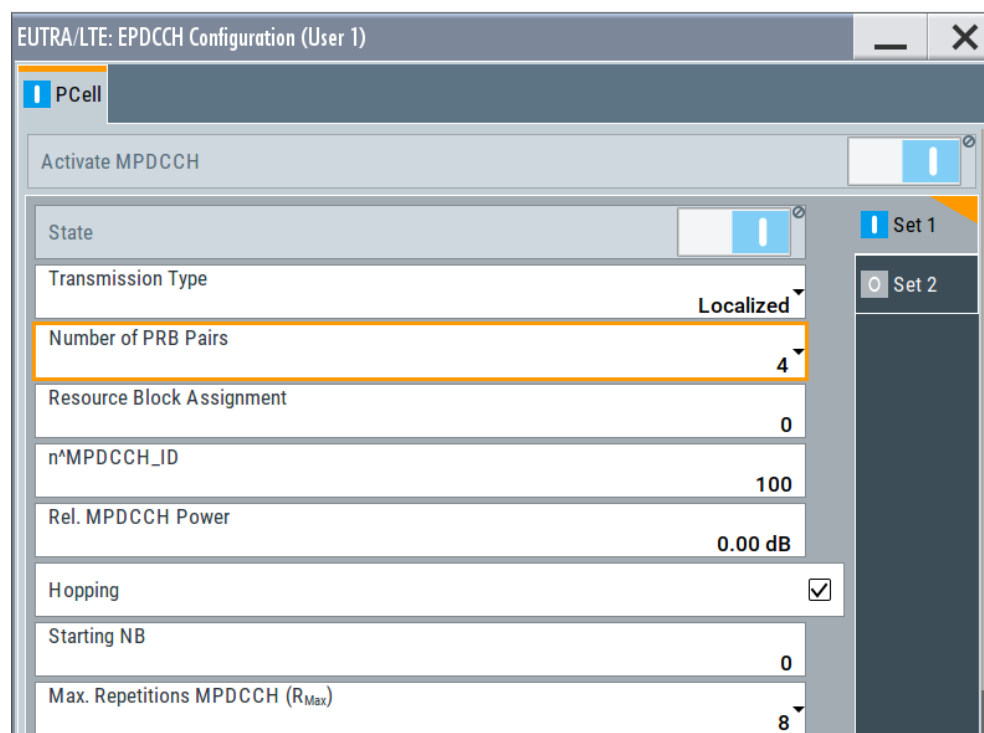 EUTRA/LTE: EPDCCH Configuration (User 1)
PCell
Activate MPDCCH
State
Set 1
Transmission Type
Localized
Set 2
Number of PRB Pairs
4
Resource Block Assignment
0
n^MPDCCH_ID
100
Rel. MPDCCH Power
0.00 dB
Hopping
Starting NB
0
Max. Repetitions MPDCCH (RMax)
8